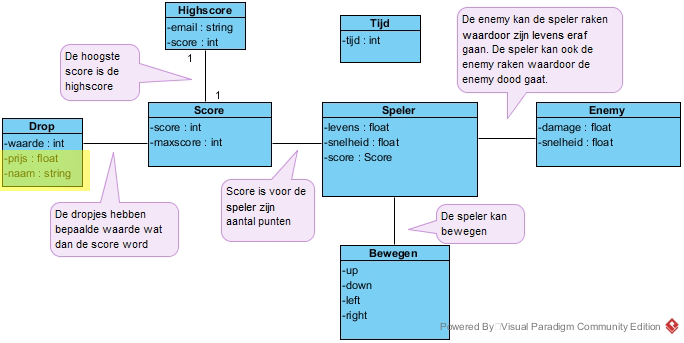 Highscore
-email : string
-score : int
Tijd
-tijd : int
De enemy kan de speler raken
waardoor zijn levens eraf
gaan. De speler kan ook de
enemy raken waardoor de
enemy dood gaat.
De hoogste
score is de
highscore
1
1
Score
-score : int
-maxscore : int
Speler
-levens : float
-snelheid : float
-score : Score
Enemy
-damage : float
-snelheid : float
Drop
-waarde : int
-prijs : float
-naam : string
Score is voor de
speler zijn
aantal punten
De dropjes hebben
bepaalde waarde wat
dan de score word
De speler kan
bewegen
Bewegen
-up
-down
-left
-right
Powered By Visual Paradigm Community Edition